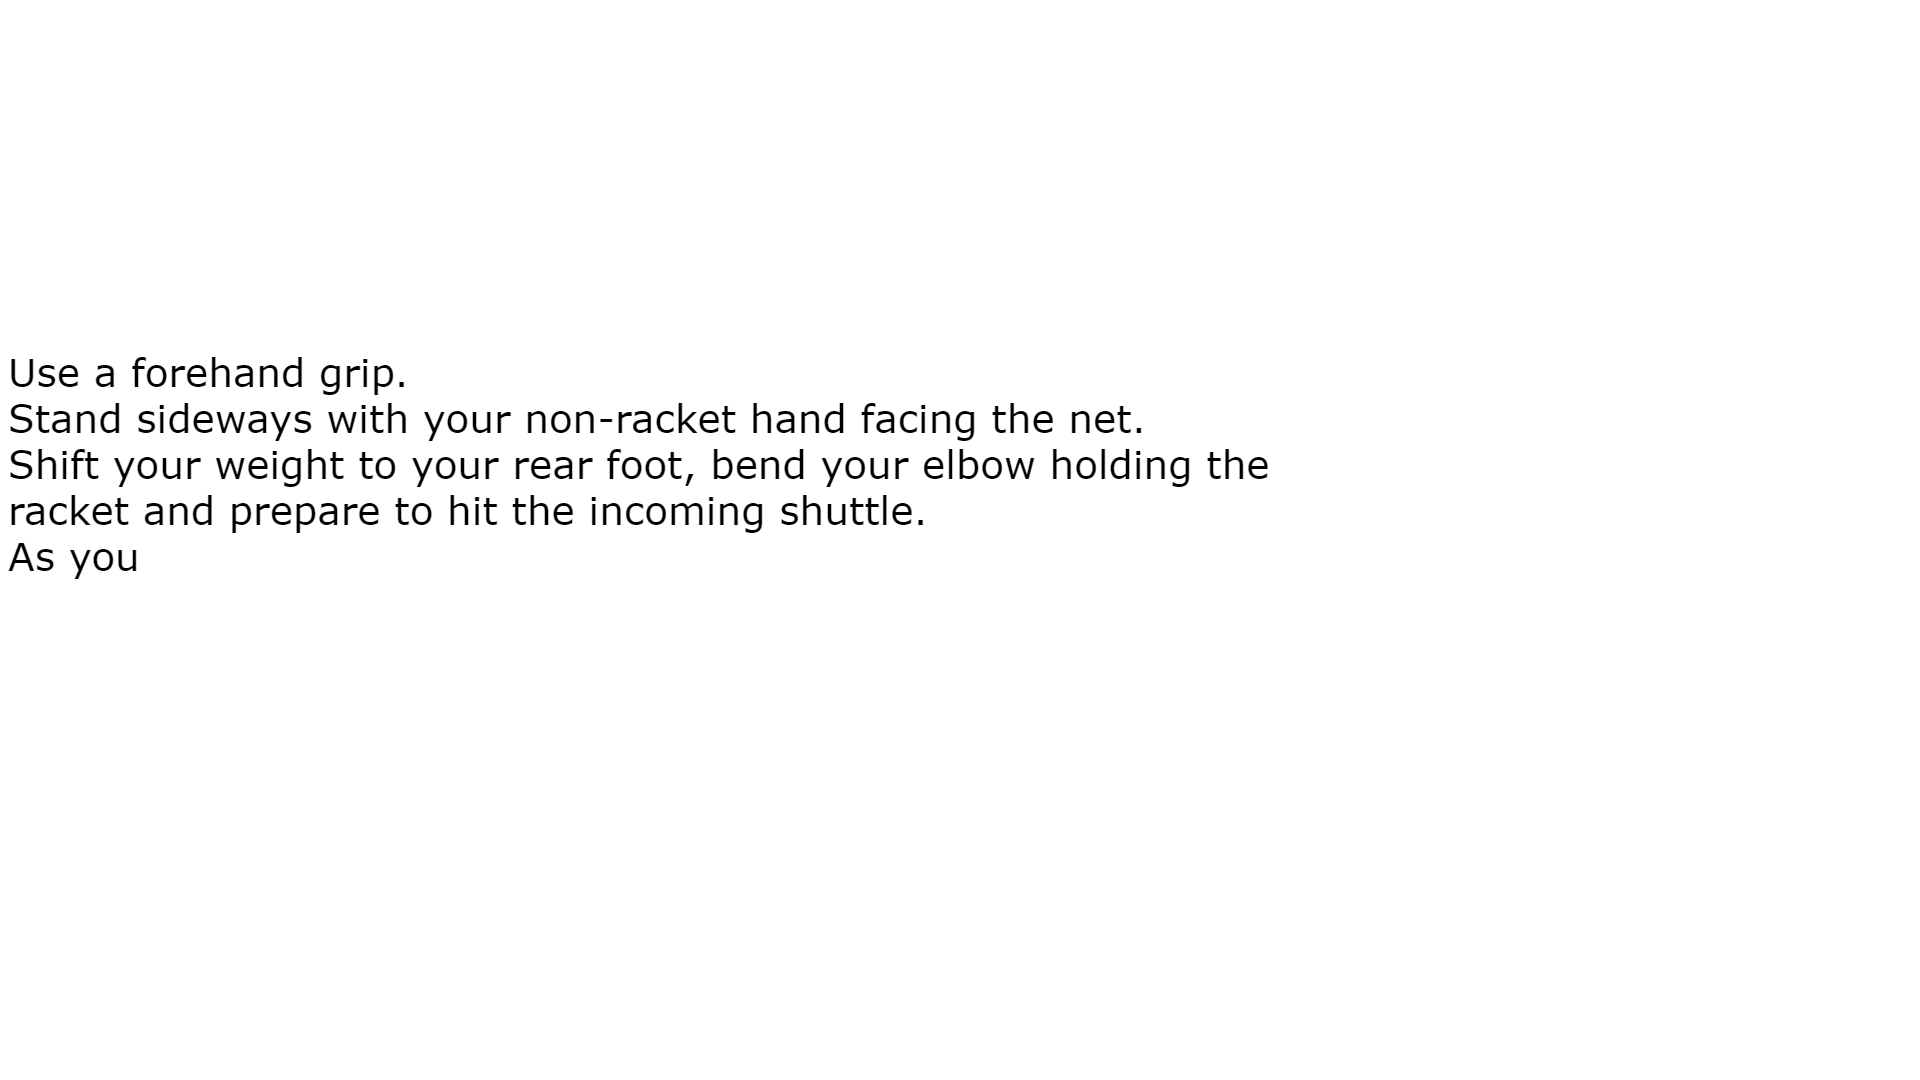 Use a forehand grip.
Stand sideways with your non-racket hand facing the net.
Shift your weight to your rear foot, bend your elbow holding the
racket and prepare to hit the incoming shuttle.
As you